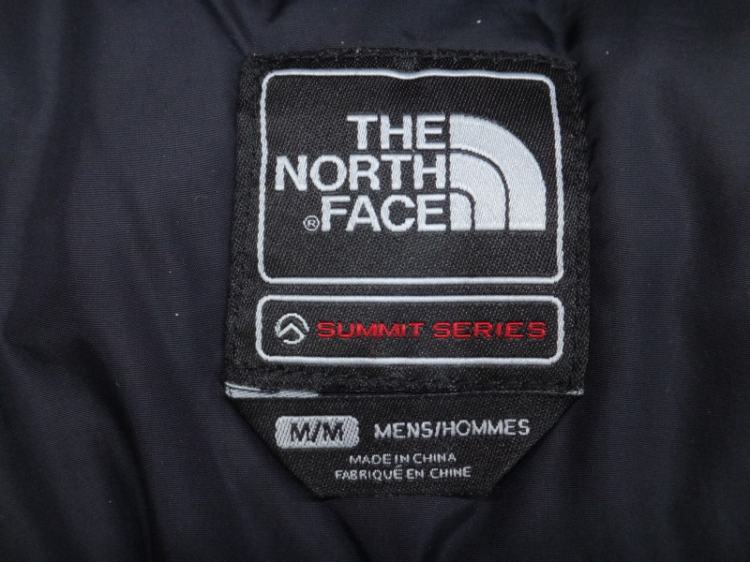 THE
NORTH
® FACE
SUMMIT SERIES
M/M MENS/HOMMES
MADE IN CHINA
FABRIQUÉ EN CHINE